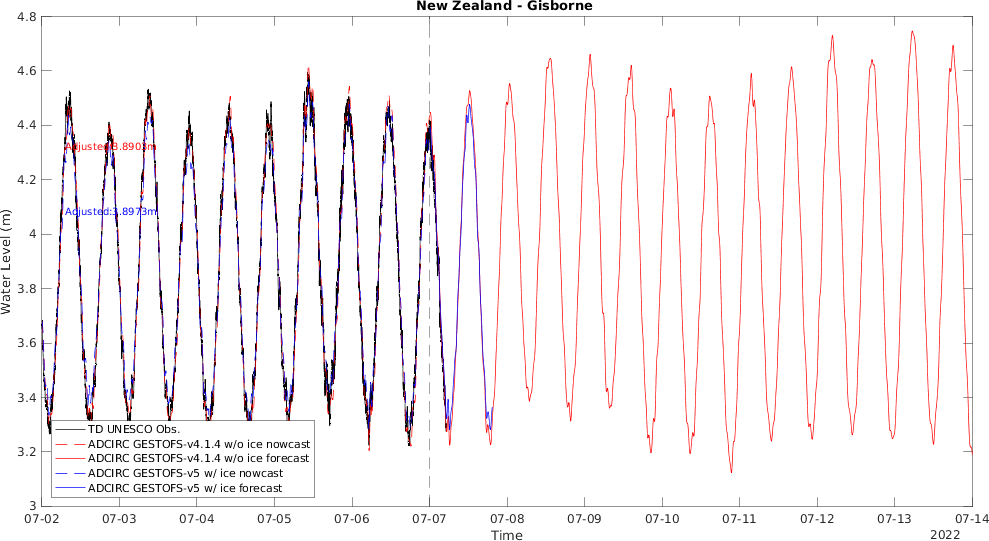 New Zealand - Gisborne
4.8
4.6
4.4
4.2
4
3.8
3.6
3.4
3.2
3
Water Level (m)
Adjusted:3.8903m
Adjusted:3.8973m
TD UNESCO Obs.
ADCIRC GESTOFS-v4.1.4 w/o ice nowcast
ADCIRC GESTOFS-v4.1.4 w/o ice forecast
ADCIRC GESTOFS-v5 w/ ice nowcast
ADCIRC GESTOFS-v5 w/ ice forecast
07-02 07-03 07-04 07-05 07-06 07-07 07-08 07-09 07-10 07-11 07-12 07-13 07-14
Time
2022